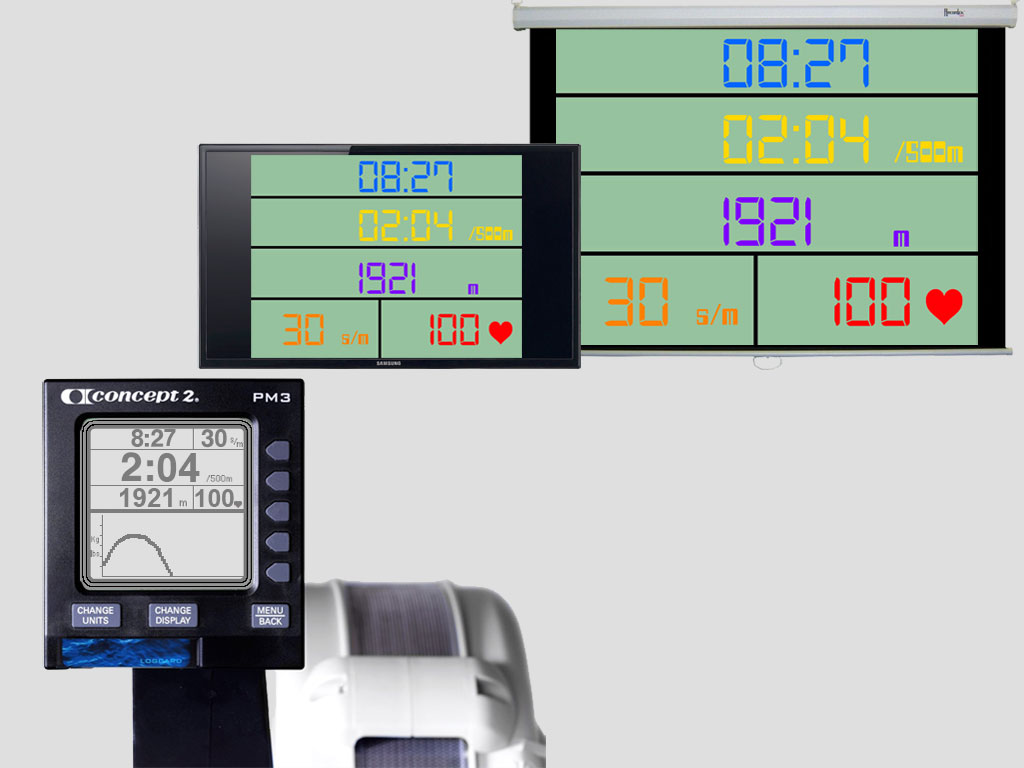 08:27
02:04 /500m
1921 m
30 s/m 100
08:27
02:04 /500m
1921 m
30 s/m 100
SAMSUNG
concept 2. PM3
8:27 30 s/m
2:04 /500m
1921 m 100
Kg
lbs
CHANGE UNITS
CHANGE DISPLAY
MENU BACK
LOGCARD